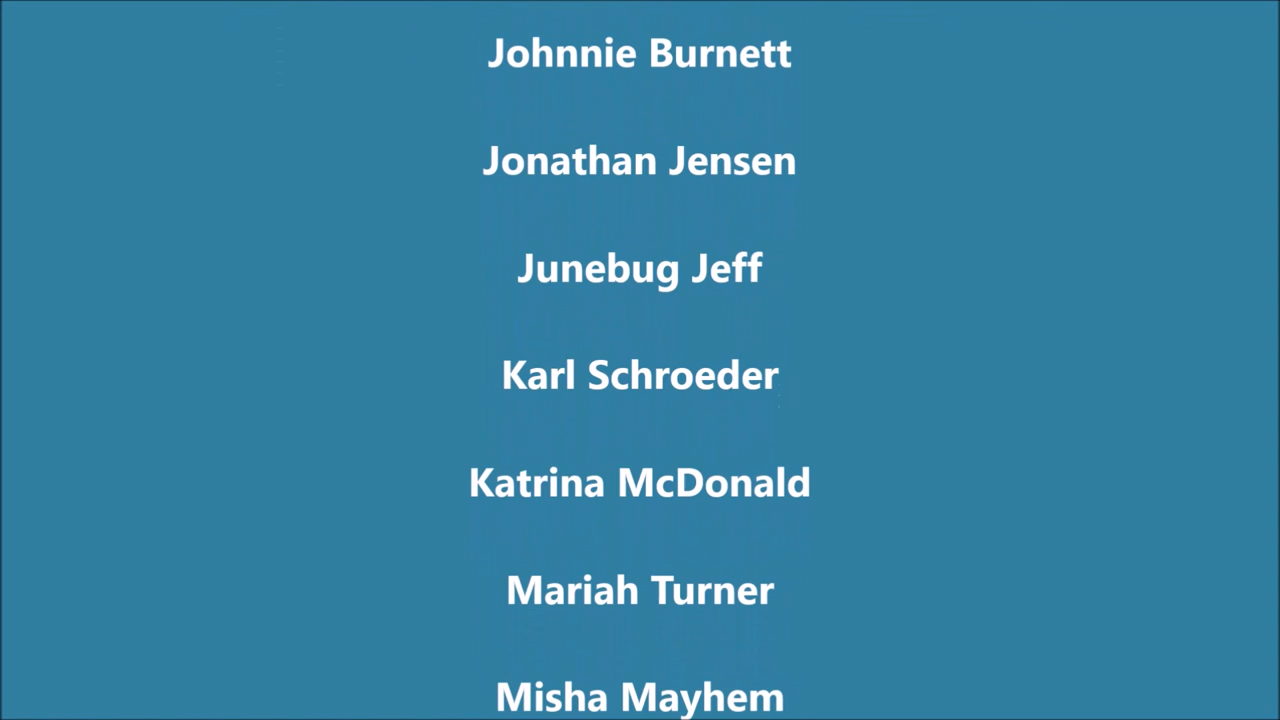 Johnnie Burnett
Jonathan Jensen
Junebug Jeff
Karl Schroeder
Katrina McDonald
Mariah Turner
Misha Mayhem